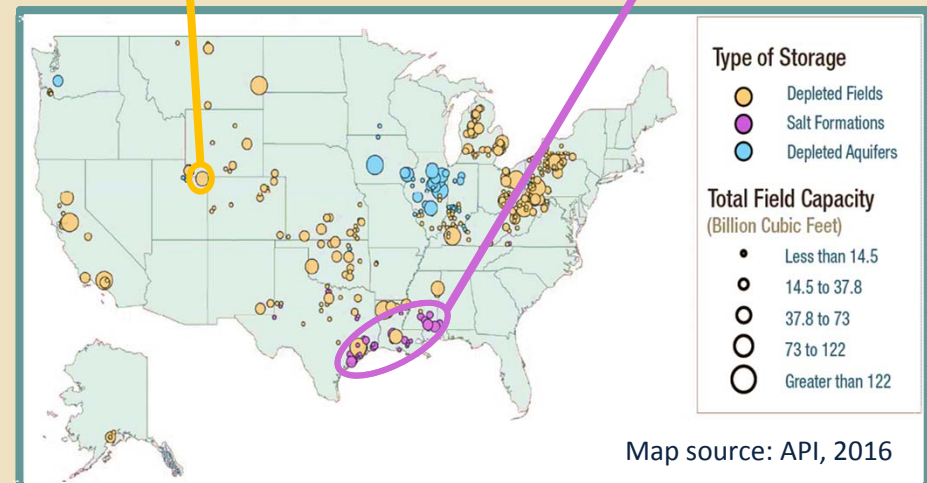 Type of Storage
Depleted Fields
Salt Formations
Depleted Aquifers
Total Field Capacity
(Billion Cubic Feet)
Less than 14.5
14.5 to 37.8
37.8 to 73
73 to 122
Greater than 122
Map source: API, 2016